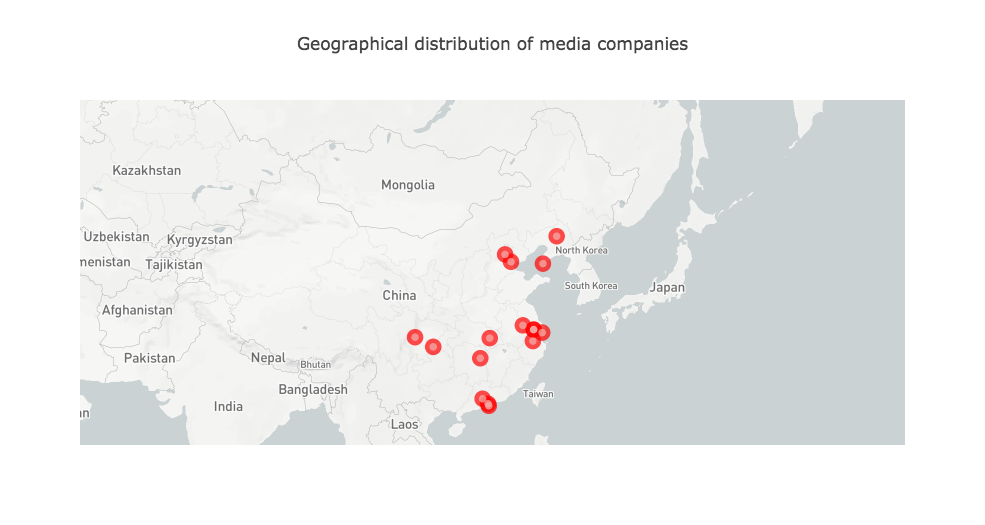 Geographical distribution of media companies
Kazakhstan
Mongolia
Uzbekistan
Kyrgyzstan
North Korea
menistan
Tajikistan
South Korea
Japan
China
Afghanistan
Pakistan
Nepal
Bhutan
Bangladesh
Taiwan
India
an
Laos